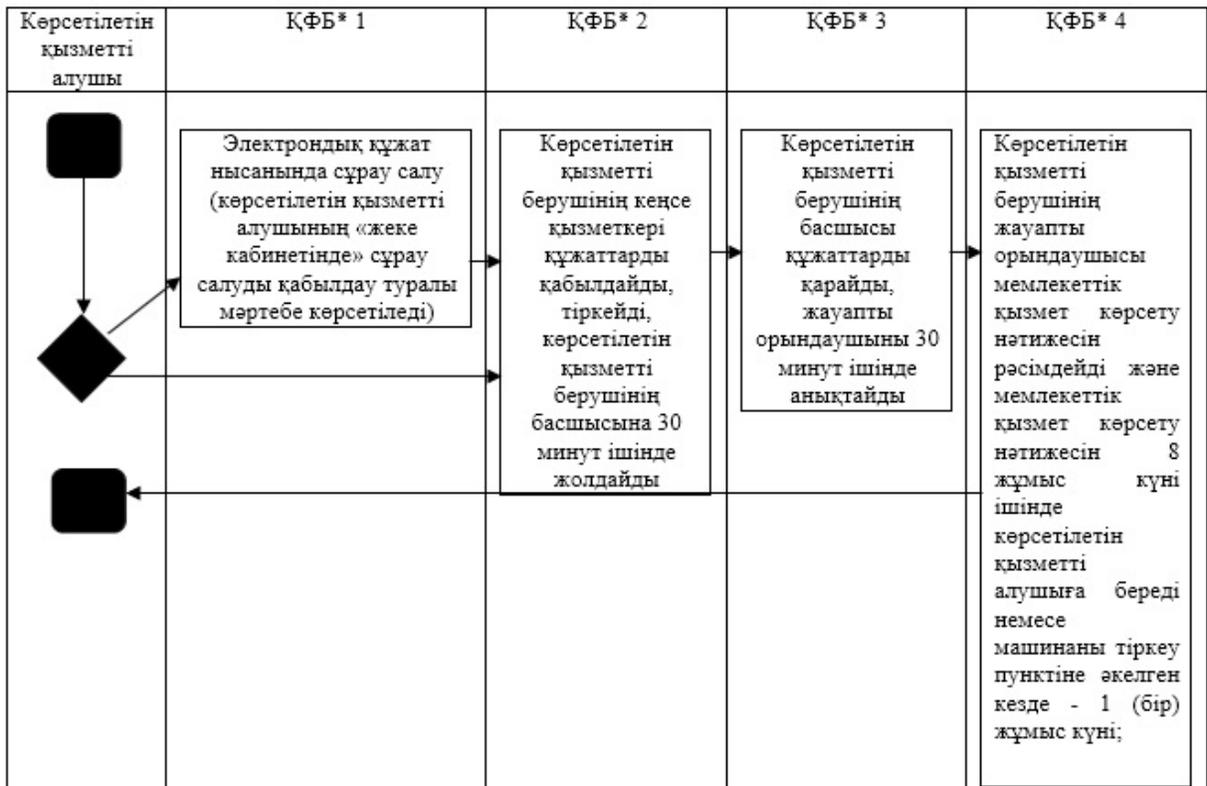 Көрсетілетін
қызметті
алушы
ҚФБ* 1
ҚФБ* 2
ҚФБ* 3
ҚФБ* 4
Электрондық құжат
нысанында сұрау салу
(көрсетілетін қызметті
алушының «жеке
кабинетінде» сұрау
салуды қабылдау туралы
мәртебе көрсетіледі)
Көрсетілетін
қызметті
берушінің кеңсе
қызметкері
құжаттарды
қабылдайды,
тіркейді,
көрсетілетін
қызметті
берушінің
басшысына 30
минут ішінде
жолдайды
Көрсетілетін
қызметті
берушінің
басшысы
құжаттарды
қарайды,
жауапты
орындаушыны 30
минут ішінде
анықтайды
Көрсетілетін
қызметті
берушінің
жауапты
орындаушысы
мемлекеттік
қызмет көрсету
нәтижесін
рәсімдейді және
мемлекеттік
қызмет көрсету
нәтижесін 8
жұмыс күні
ішінде
көрсетілетін
қызметті
алушыға береді
немесе
машинаны тіркеу
пунктіне әкелген
кезде - 1 (бір)
жұмыс күні;